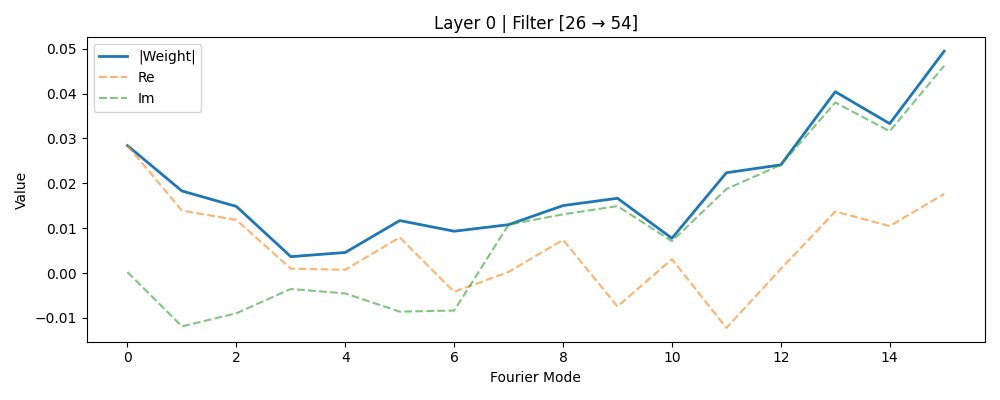 Layer 0 | Filter [26 → 54]
|Weight|
Re
Im
Value
0.05
0.04
0.03
0.02
0.01
0.00
−0.01
0 2 4 6 8 10 12 14
Fourier Mode